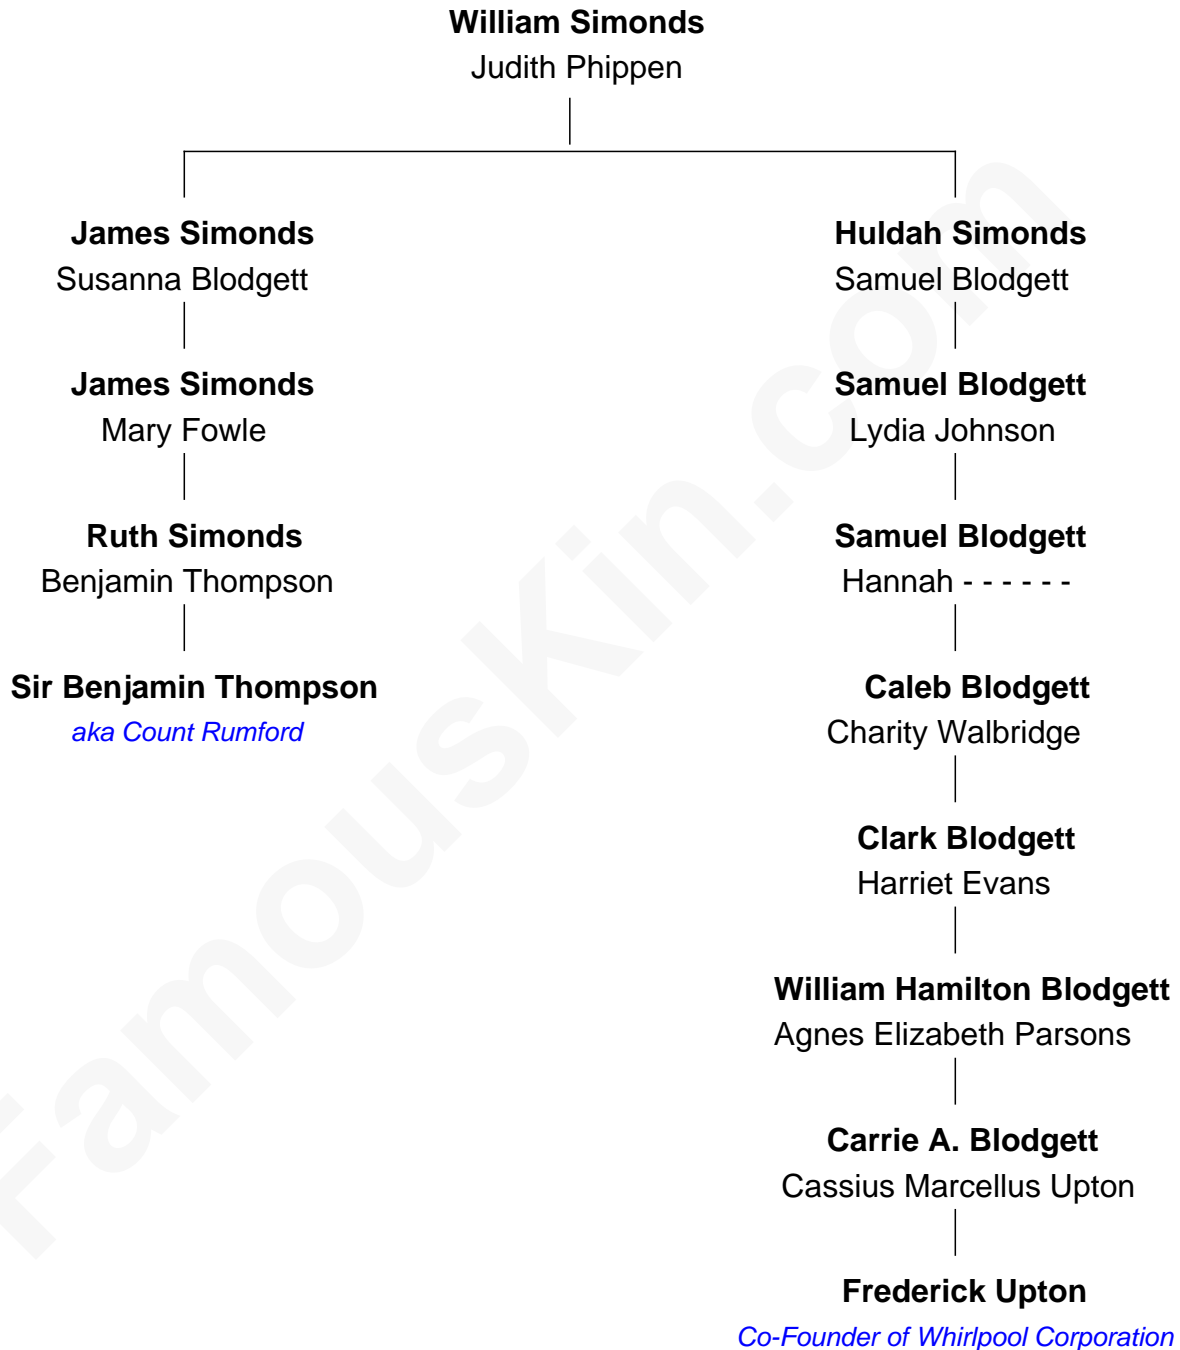 William Simonds
Judith Phippen
James Simonds
Susanna Blodgett
James Simonds
Mary Fowle
Ruth Simonds
Benjamin Thompson
Sir Benjamin Thompson
aka Count Rumford
Huldah Simonds
Samuel Blodgett
Samuel Blodgett
Lydia Johnson
Samuel Blodgett
Hannah - - - - - -
Caleb Blodgett
Charity Walbridge
Clark Blodgett
Harriet Evans
William Hamilton Blodgett
Agnes Elizabeth Parsons
Carrie A. Blodgett
Cassius Marcellus Upton
Frederick Upton
Co-Founder of Whirlpool Corporation
FamousKin.com